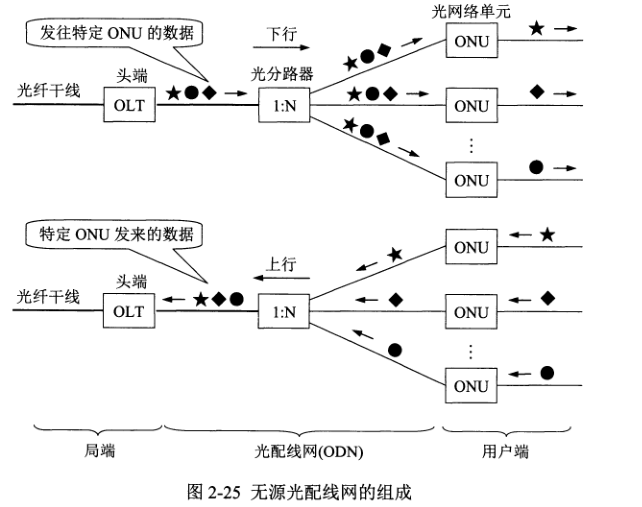 光网络单元
发往特定 ONU 的数据
下行
ONU
头端
光分路器
光纤干线
OLT
1:N
ONU
ONU
特定 ONU 发来的数据
上行
ONU
头端
光纤干线
OLT
1:N
ONU
ONU
局端
光配线网(ODN)
用户端
图 2-25 无源光配线网的组成